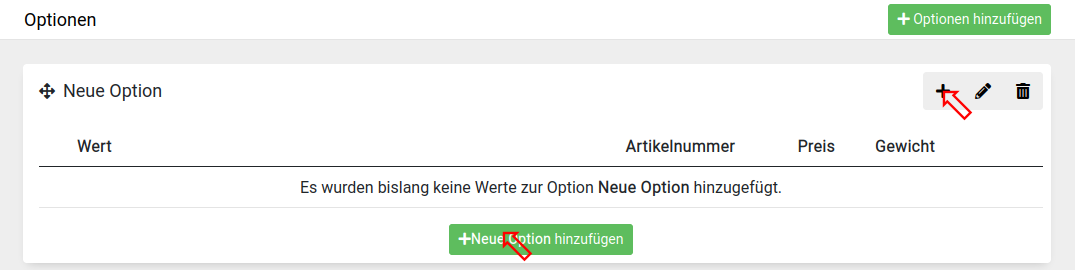 Optionen
Optionen hinzufügen
Neue Option
Wert Artikelnummer Preis Gewicht
Es wurden bislang keine Werte zur Option Neue Option hinzugefügt.
Neue Option hinzufügen